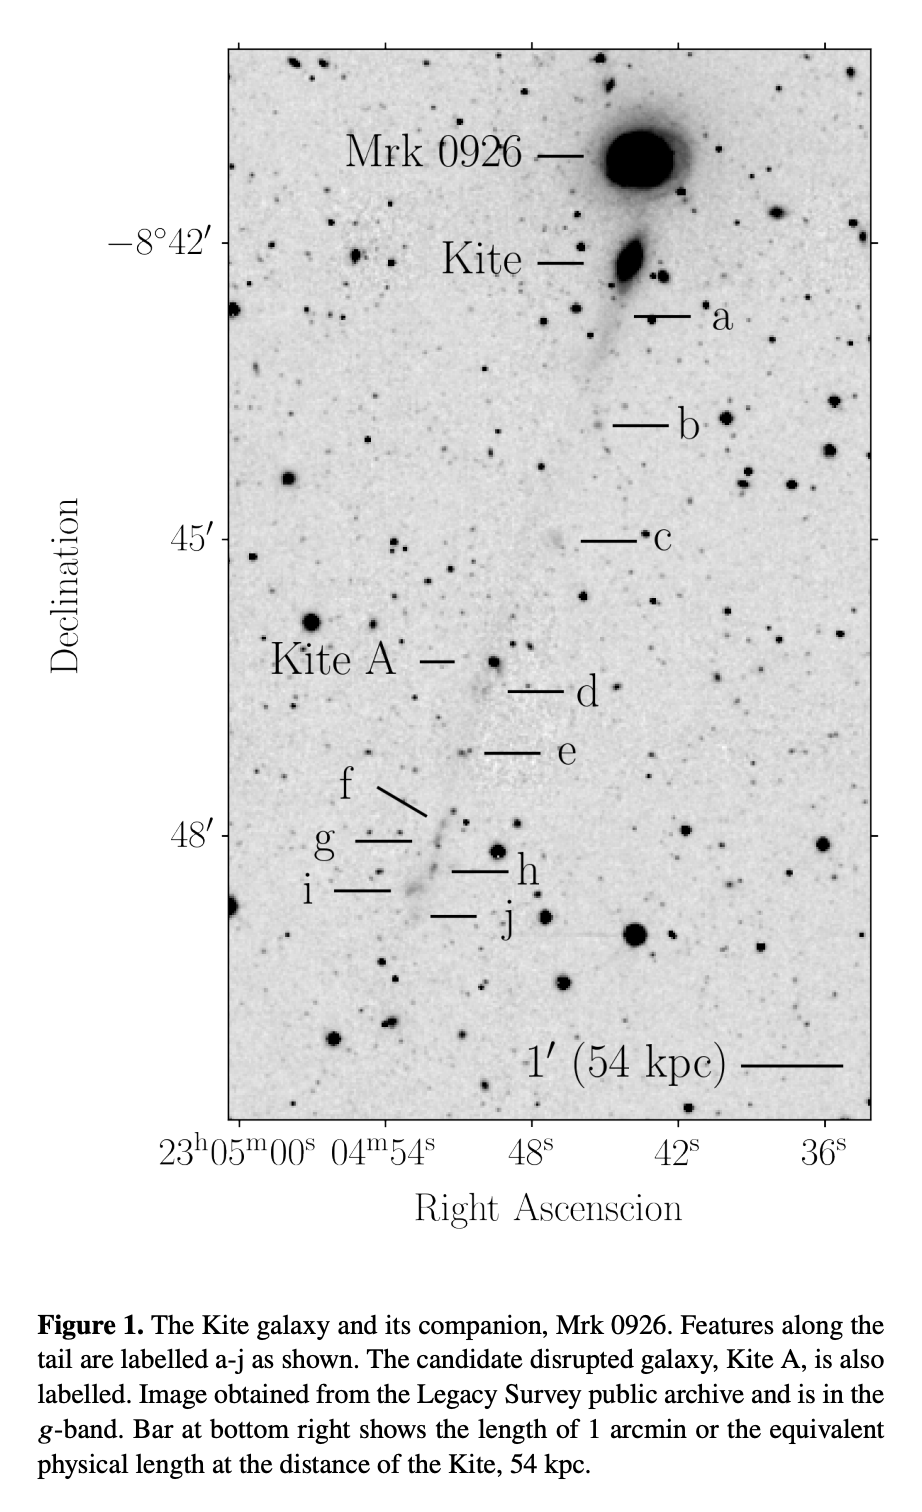 Mrk 0926
−8°42′
Kite
a
b
45′
c
Kite A
d
e
f
48′
g
h
i
j
1′ (54 kpc)
23ʰ05ᵐ00ˢ 04ᵐ54ˢ 48ˢ 42ˢ 36ˢ
Declination
Right Ascenscion
Figure 1. The Kite galaxy and its companion, Mrk 0926. Features along the
tail are labelled a-j as shown. The candidate disrupted galaxy, Kite A, is also
labelled. Image obtained from the Legacy Survey public archive and is in the
g-band. Bar at bottom right shows the length of 1 arcmin or the equivalent
physical length at the distance of the Kite, 54 kpc.